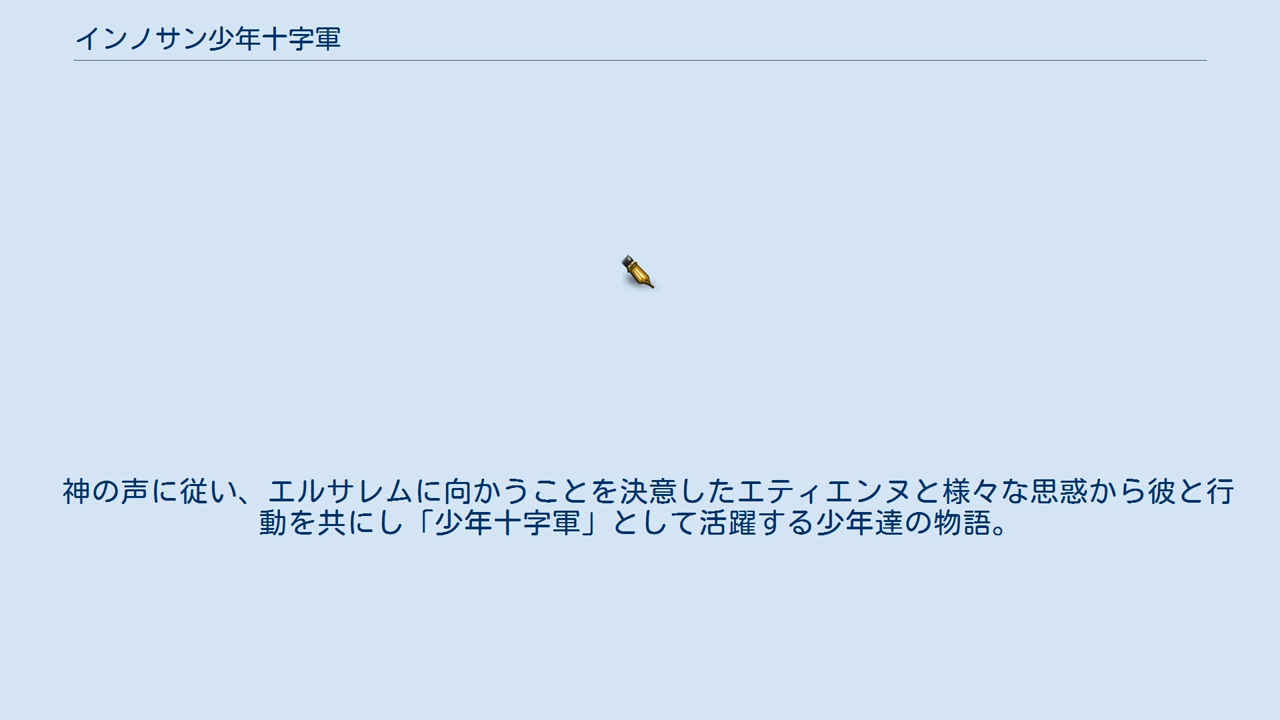 インノサン少年十字軍
神の声に従い、エルサレムに向かうことを決意したエティエンヌと様々な思惑から彼と行
動を共にし「少年十字軍」として活躍する少年達の物語。